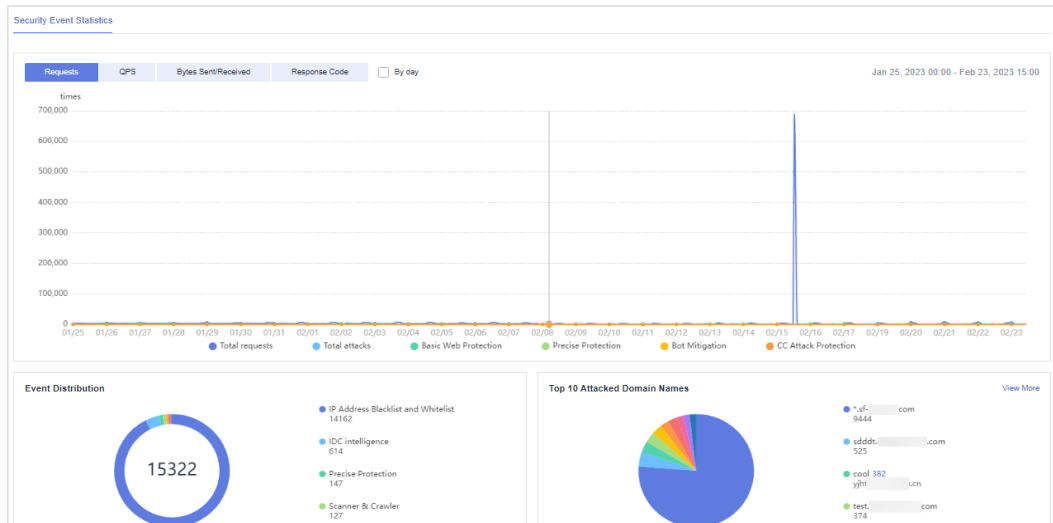 Security Event Statistics
Requests QPS Bytes Sent/Received Response Code By day Jan 25, 2023 00:00 - Feb 23, 2023 15:00
times
700,000
600,000
500,000
400,000
300,000
200,000
100,000
0
01/25 01/26 01/27 01/28 01/29 01/30 01/31 02/01 02/02 02/03 02/04 02/05 02/06 02/07 02/08 02/09 02/10 02/11 02/12 02/13 02/14 02/15 02/16 02/17 02/19 02/20 02/21 02/22 02/23
Total requests Total attacks Basic Web Protection Precise Protection Bot Mitigation CC Attack Protection
Event Distribution
15322
IP Address Blacklist and Whitelist
14162
IDC intelligence
614
Precise Protection
147
Scanner & Crawler
127
Top 10 Attacked Domain Names View More
*.sf- com
9444
sdddt. .com
525
cool 382
yjht .cn
test. com
374